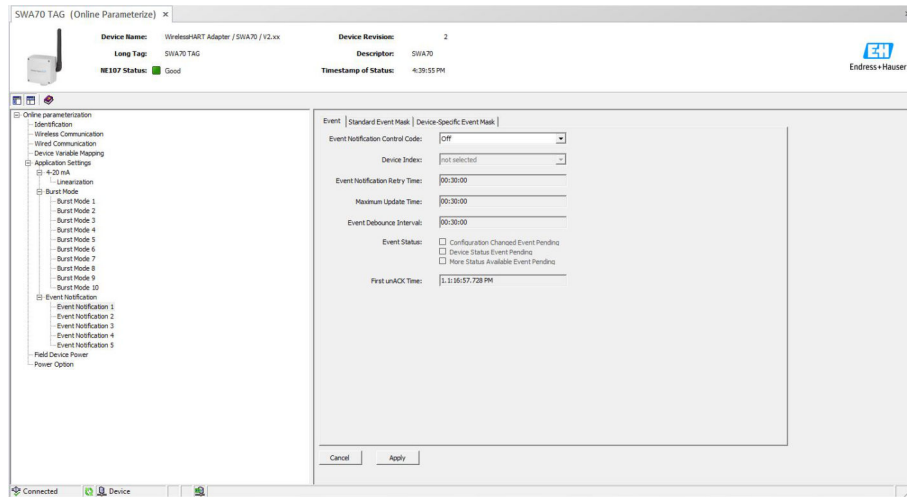 SWA70 TAG (Online Parameterize) ×
Device Name: WirelessHART Adapter / SWA70 / V2.xx Device Revision: 2
Long Tag: SWA70 TAG Descriptor: SWA70
NE107 Status: Good Timestamp of Status: 4:39:55 PM
EH
Endress+Hauser
Online parameterization
Identification
Wireless Communication
Wired Communication
Device Variable Mapping
Application Settings
4-20 mA
Linearization
Burst Mode
Burst Mode 1
Burst Mode 2
Burst Mode 3
Burst Mode 4
Burst Mode 5
Burst Mode 6
Burst Mode 7
Burst Mode 8
Burst Mode 9
Burst Mode 10
Event Notification
Event Notification 1
Event Notification 2
Event Notification 3
Event Notification 4
Event Notification 5
Field Device Power
Power Option
Event Standard Event Mask Device-Specific Event Mask
Event Notification Control Code: Off
Device Index: not selected
Event Notification Retry Time: 00:30:00
Maximum Update Time: 00:30:00
Event Debounce Interval: 00:30:00
Event Status: Configuration Changed Event Pending
Device Status Event Pending
More Status Available Event Pending
First unACK Time: 1.1:16:57.728 PM
Cancel Apply
Connected Device